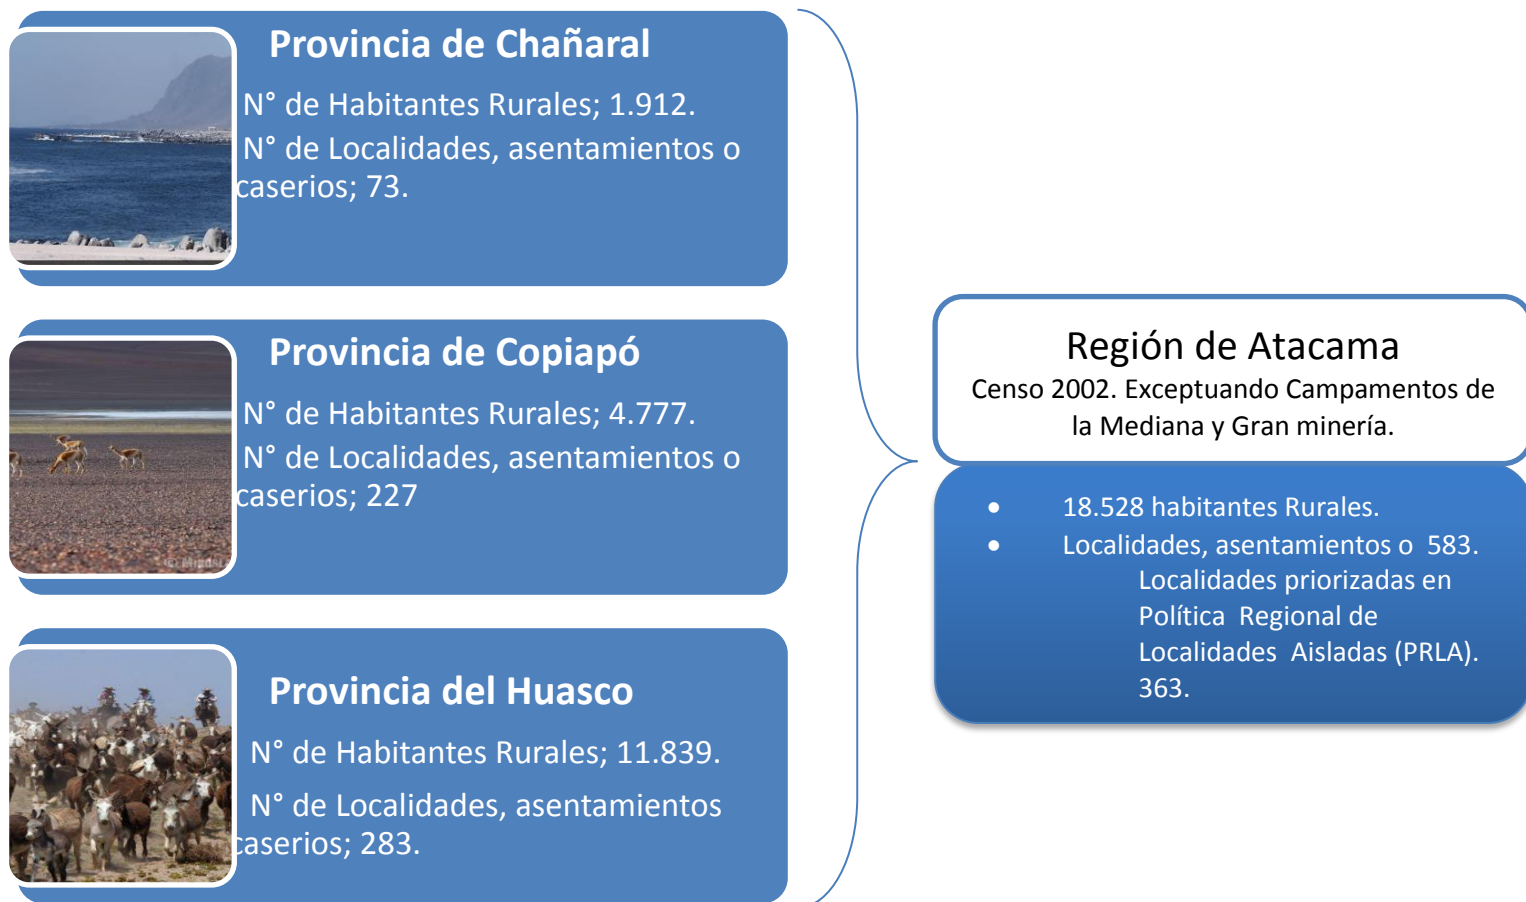 Provincia de Chañaral
N° de Habitantes Rurales; 1.912.
N° de Localidades, asentamientos o
caserios; 73.
Provincia de Copiapó
N° de Habitantes Rurales; 4.777.
N° de Localidades, asentamientos o
caserios; 227
Provincia del Huasco
N° de Habitantes Rurales; 11.839.
N° de Localidades, asentamientos
caserios; 283.
Región de Atacama
Censo 2002. Exceptuando Campamentos de
la Mediana y Gran minería.
• 18.528 habitantes Rurales.
• Localidades, asentamientos o 583.
Localidades priorizadas en
Política Regional de
Localidades Aisladas (PRLA).
363.